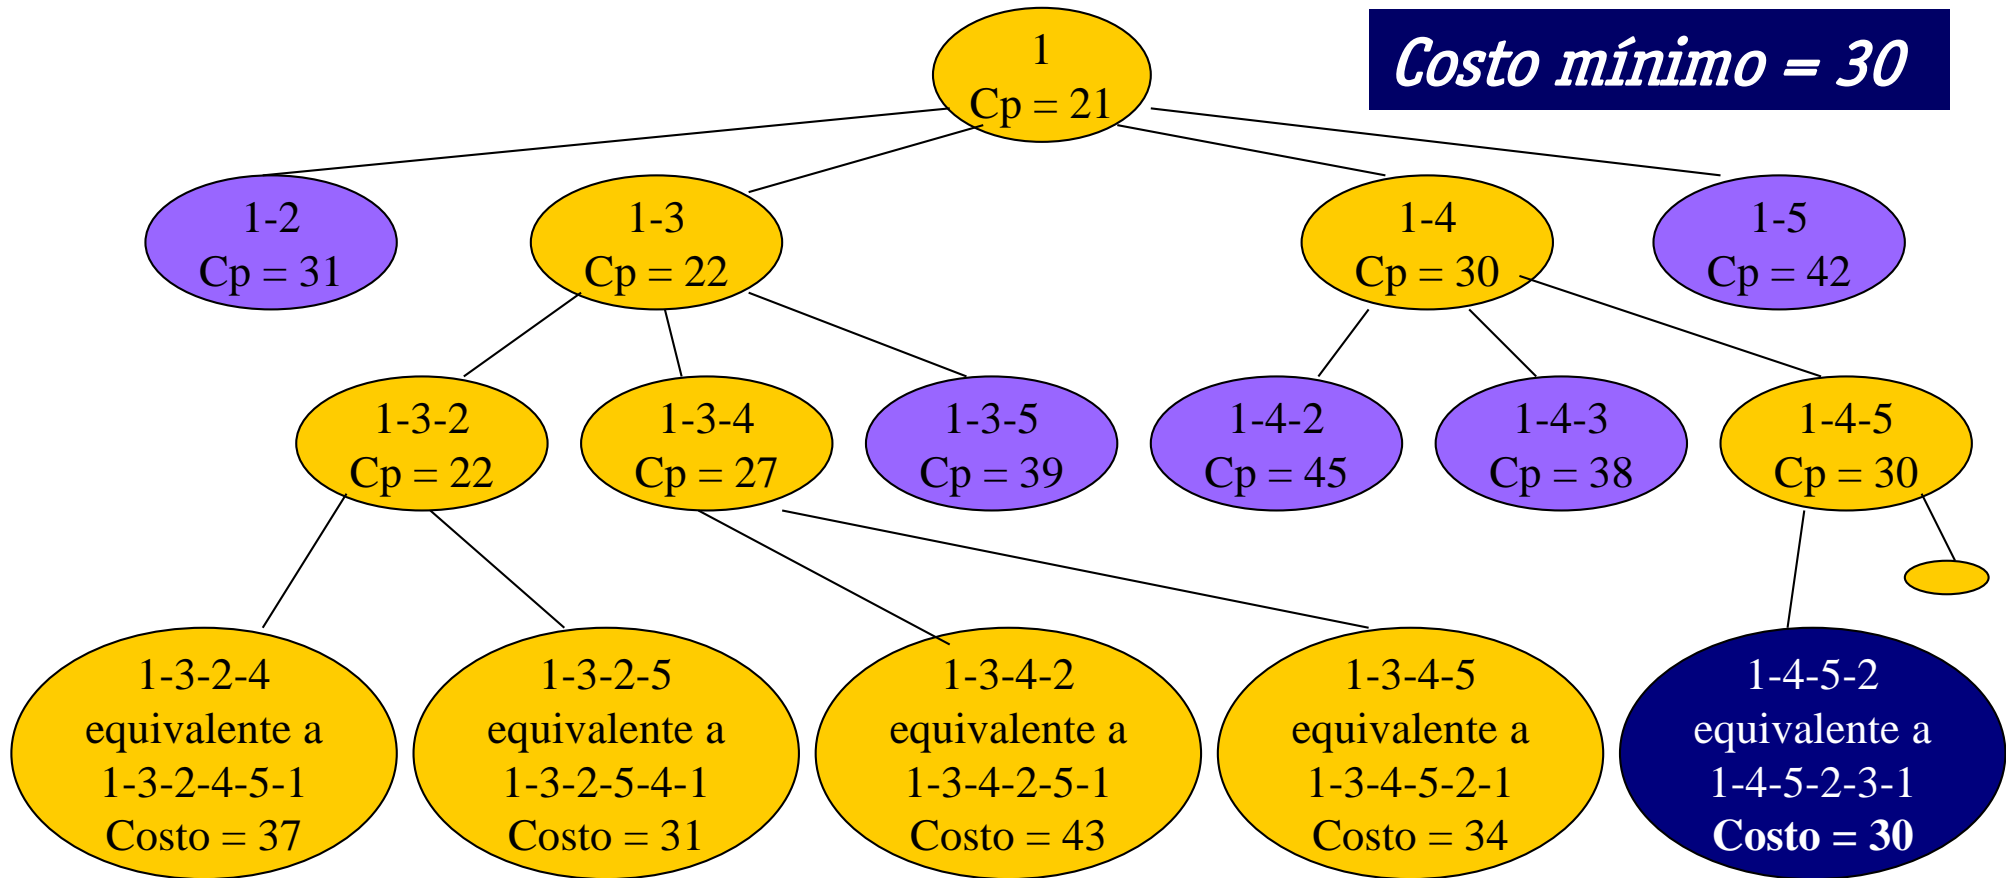 Costo mínimo = 30
1
Cp = 21
1-2
Cp = 31
1-3
Cp = 22
1-4
Cp = 30
1-5
Cp = 42
1-3-2
Cp = 22
1-3-4
Cp = 27
1-3-5
Cp = 39
1-4-2
Cp = 45
1-4-3
Cp = 38
1-4-5
Cp = 30
1-3-2-4
equivalente a
1-3-2-4-5-1
Costo = 37
1-3-2-5
equivalente a
1-3-2-5-4-1
Costo = 31
1-3-4-2
equivalente a
1-3-4-2-5-1
Costo = 43
1-3-4-5
equivalente a
1-3-4-5-2-1
Costo = 34
1-4-5-2
equivalente a
1-4-5-2-3-1
Costo = 30